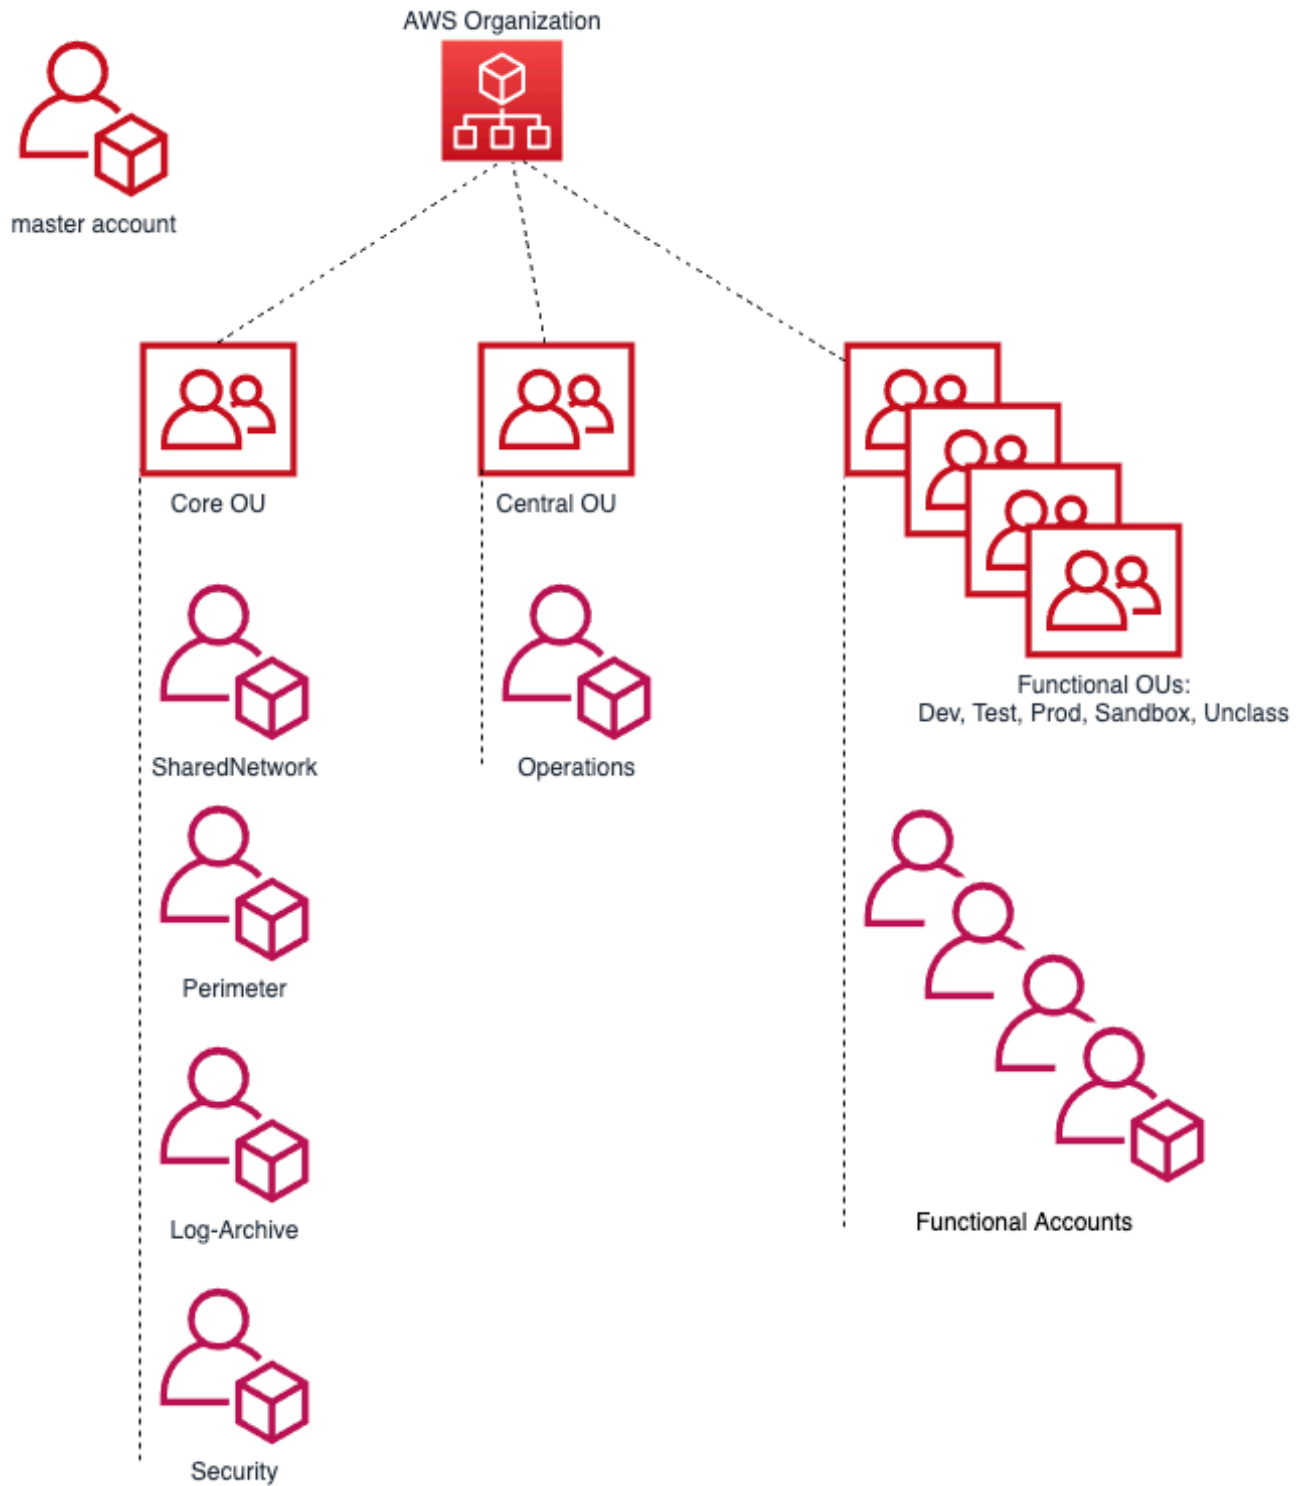 AWS Organization
master account
Core OU
Central OU
Functional OUs:
Dev, Test, Prod, Sandbox, Unclass
SharedNetwork
Operations
Perimeter
Log-Archive
Functional Accounts
Security